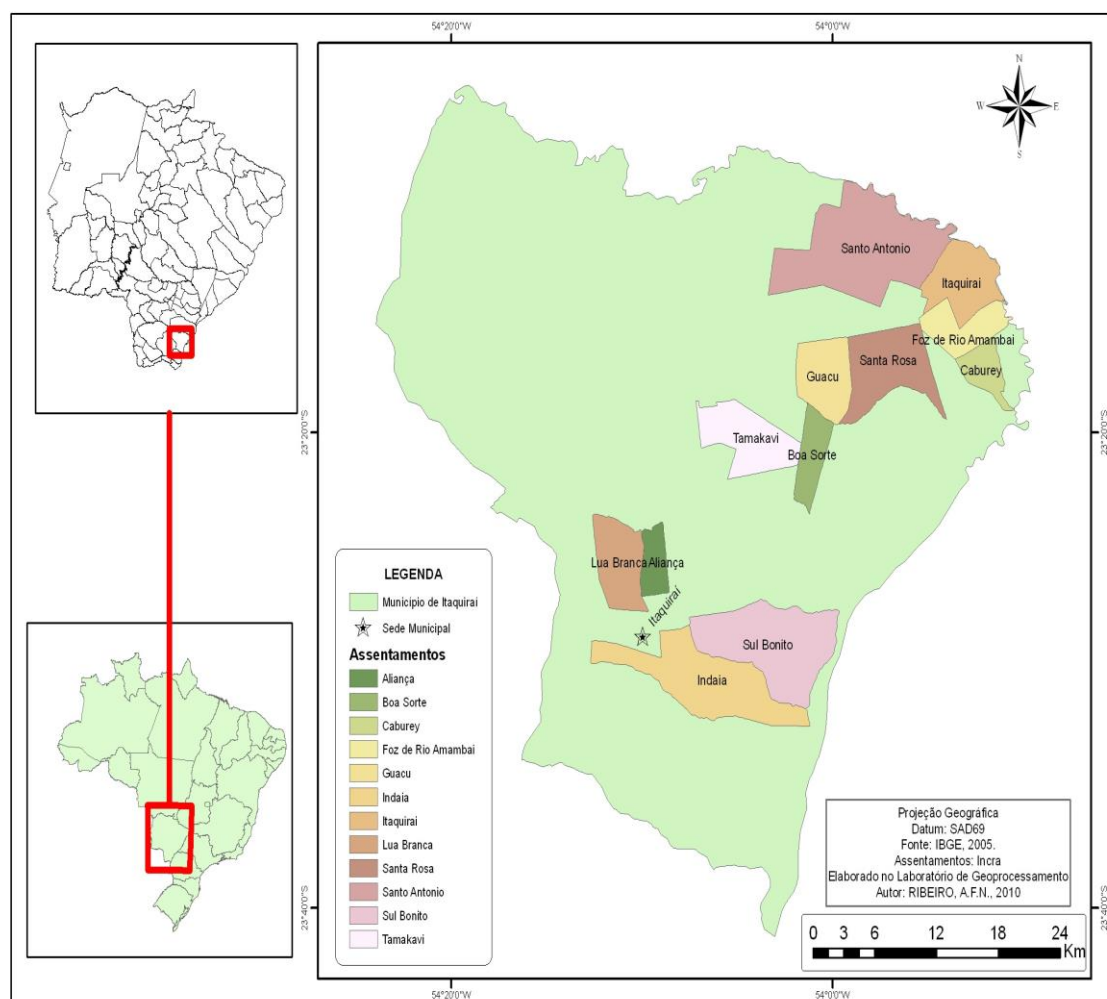 54°20'0"W
54°0'0"W
N
W
E
S
Santo Antonio
Itaquirai
Foz de Rio Amambai
Santa Rosa
Guacu
Caburey
23°20'0"S
23°20'0"S
Tamakavi
Boa Sorte
Lua Branca
Aliança
Itaquiraí
Sul Bonito
Indaia
LEGENDA
Município de Itaquiraí
Sede Municipal
Assentamentos
Aliança
Boa Sorte
Caburey
Foz de Rio Amambai
Guacu
Indaia
Itaquirai
Lua Branca
Santa Rosa
Santo Antonio
Sul Bonito
Tamakavi
Projeção Geográfica
Datum: SAD69
Fonte: IBGE, 2005.
Assentamentos: Incra
Elaborado no Laboratório de Geoprocessamento
Autor: RIBEIRO, A.F.N., 2010
23°40'0"S
23°40'0"S
0 3 6 12 18 24
Km
54°20'0"W
54°0'0"W